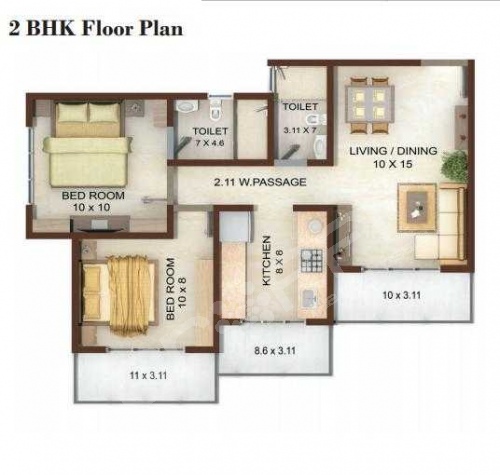 2 BHK Floor Plan
TOILET
7 X 4.6
TOILET
3.11 X 7
LIVING / DINING
10 X 15
BED ROOM
10 x 10
2.11 W.PASSAGE
BED ROOM
10 x 8
KITCHEN
8 X 8
10 x 3.11
8.6 x 3.11
11 x 3.11